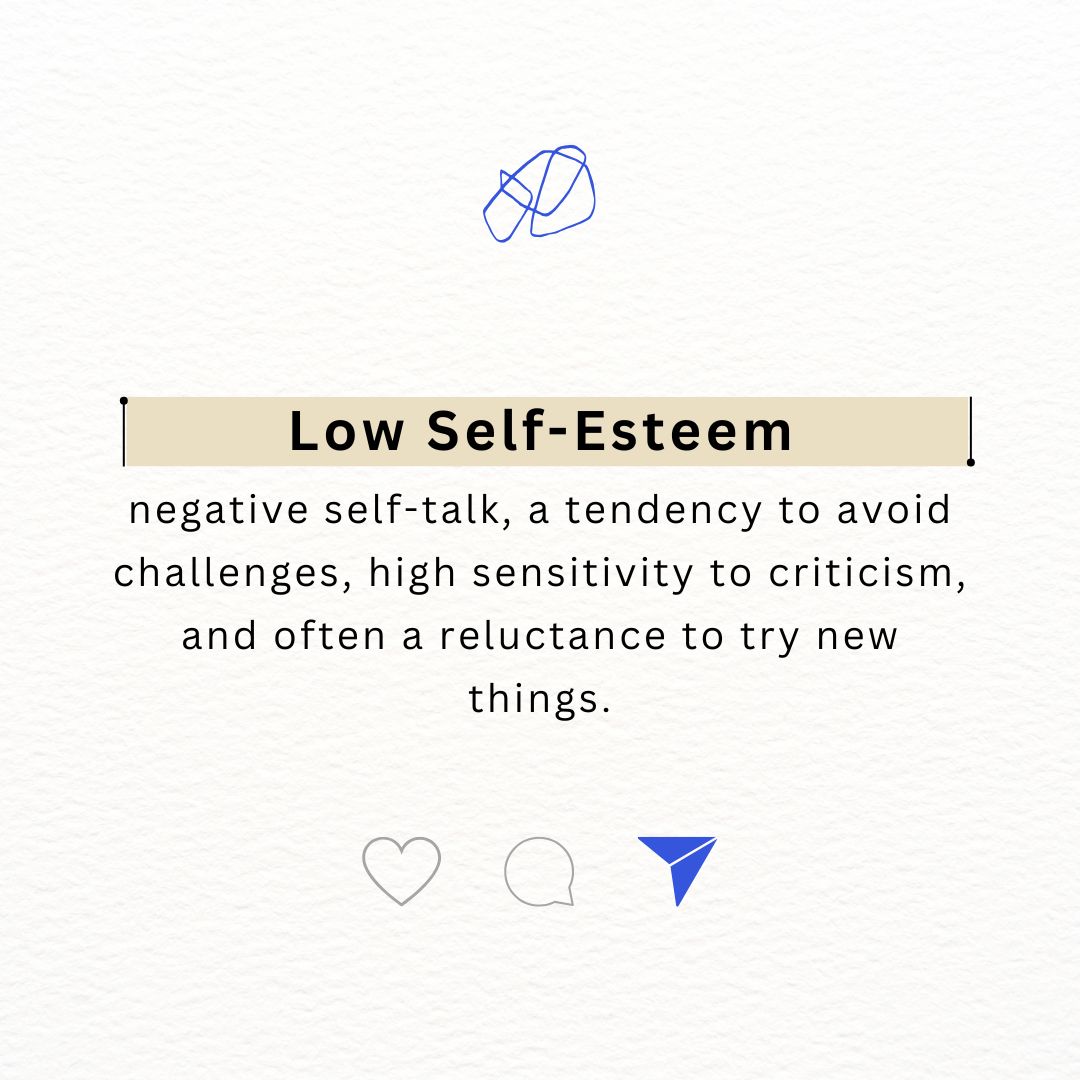 Low Self-Esteem
negative self-talk, a tendency to avoid
challenges, high sensitivity to criticism,
and often a reluctance to try new
things.